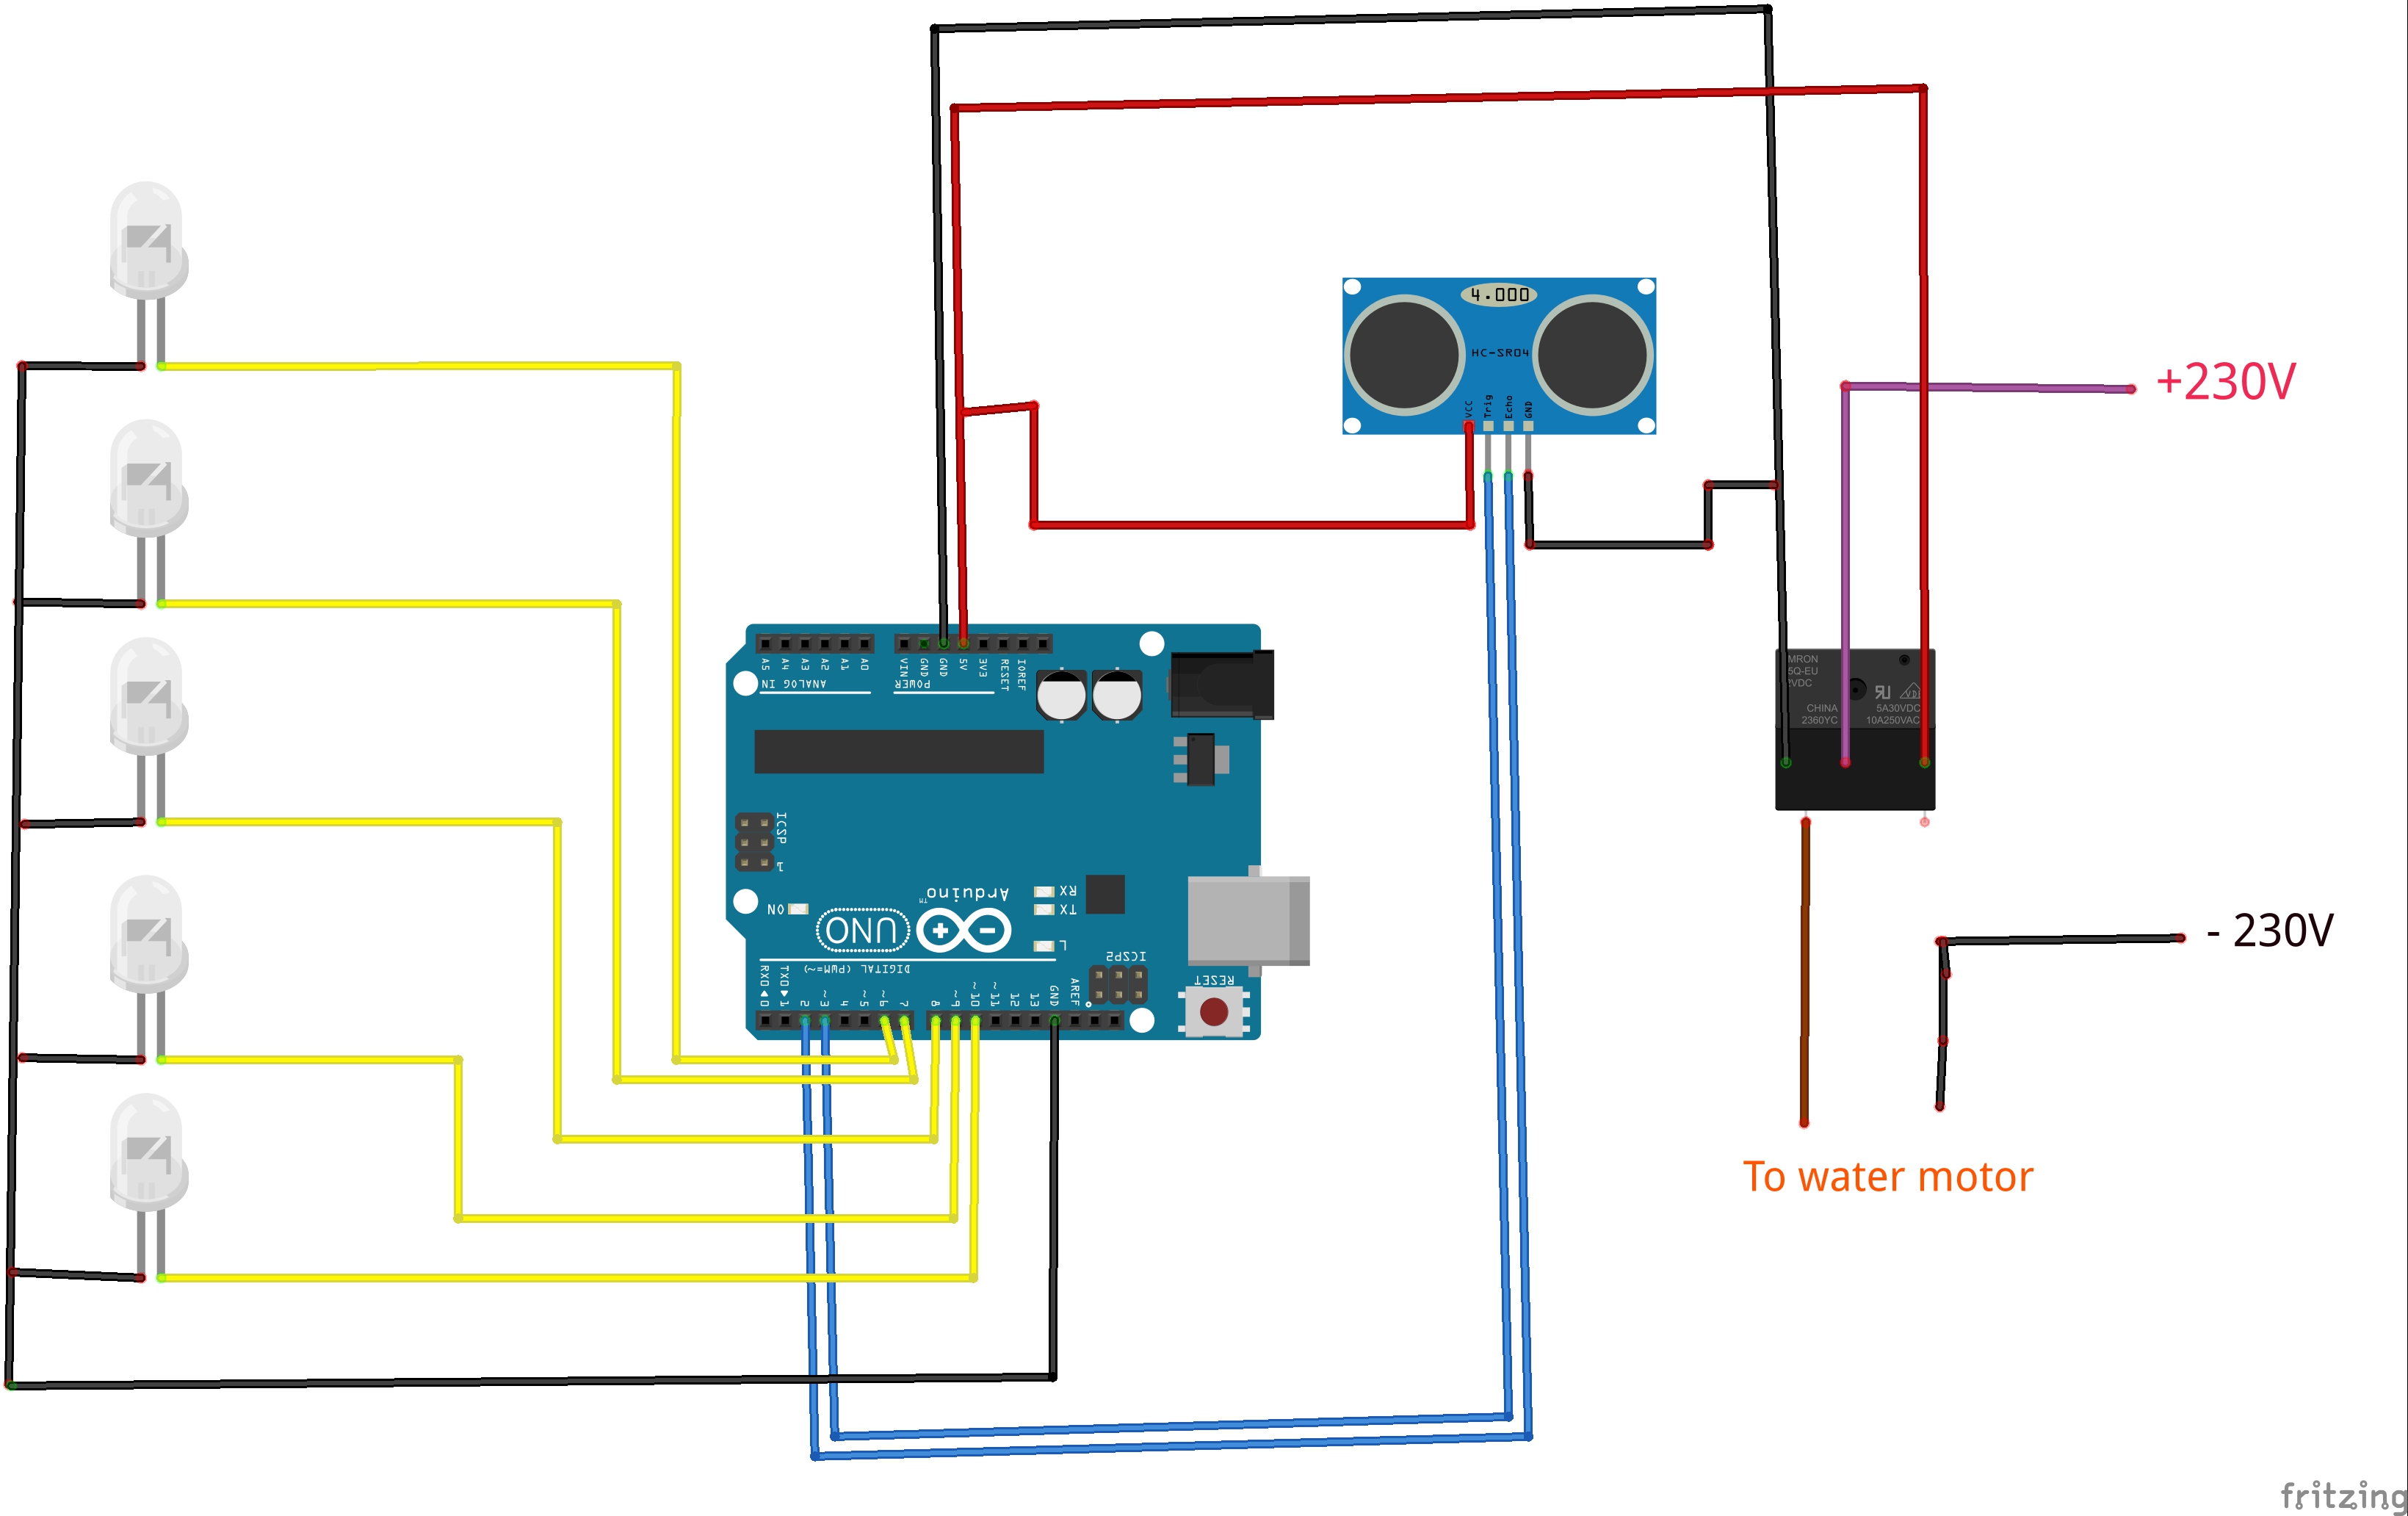 4.000
HC-SR04
VCC
Trig
Echo
GND
+230V
A5
A4
A3
A2
A1
A0
ANALOG IN
VIN
GND
GND
5V
3V3
RESET
IOREF
POWER
MRON
5Q-EU
VDC
CHINA
2360YC
5A30VDC
10A250VAC
VDE
ICSP
1
Arduino
TM
UNO
ON
RX
TX
L
ICSP2
RESET
DIGITAL (PWM=~)
RX0 0
TX0 1
2
~3
4
~5
~6
7
8
~9
~10
~11
12
13
GND
AREF
- 230V
To water motor
fritzing